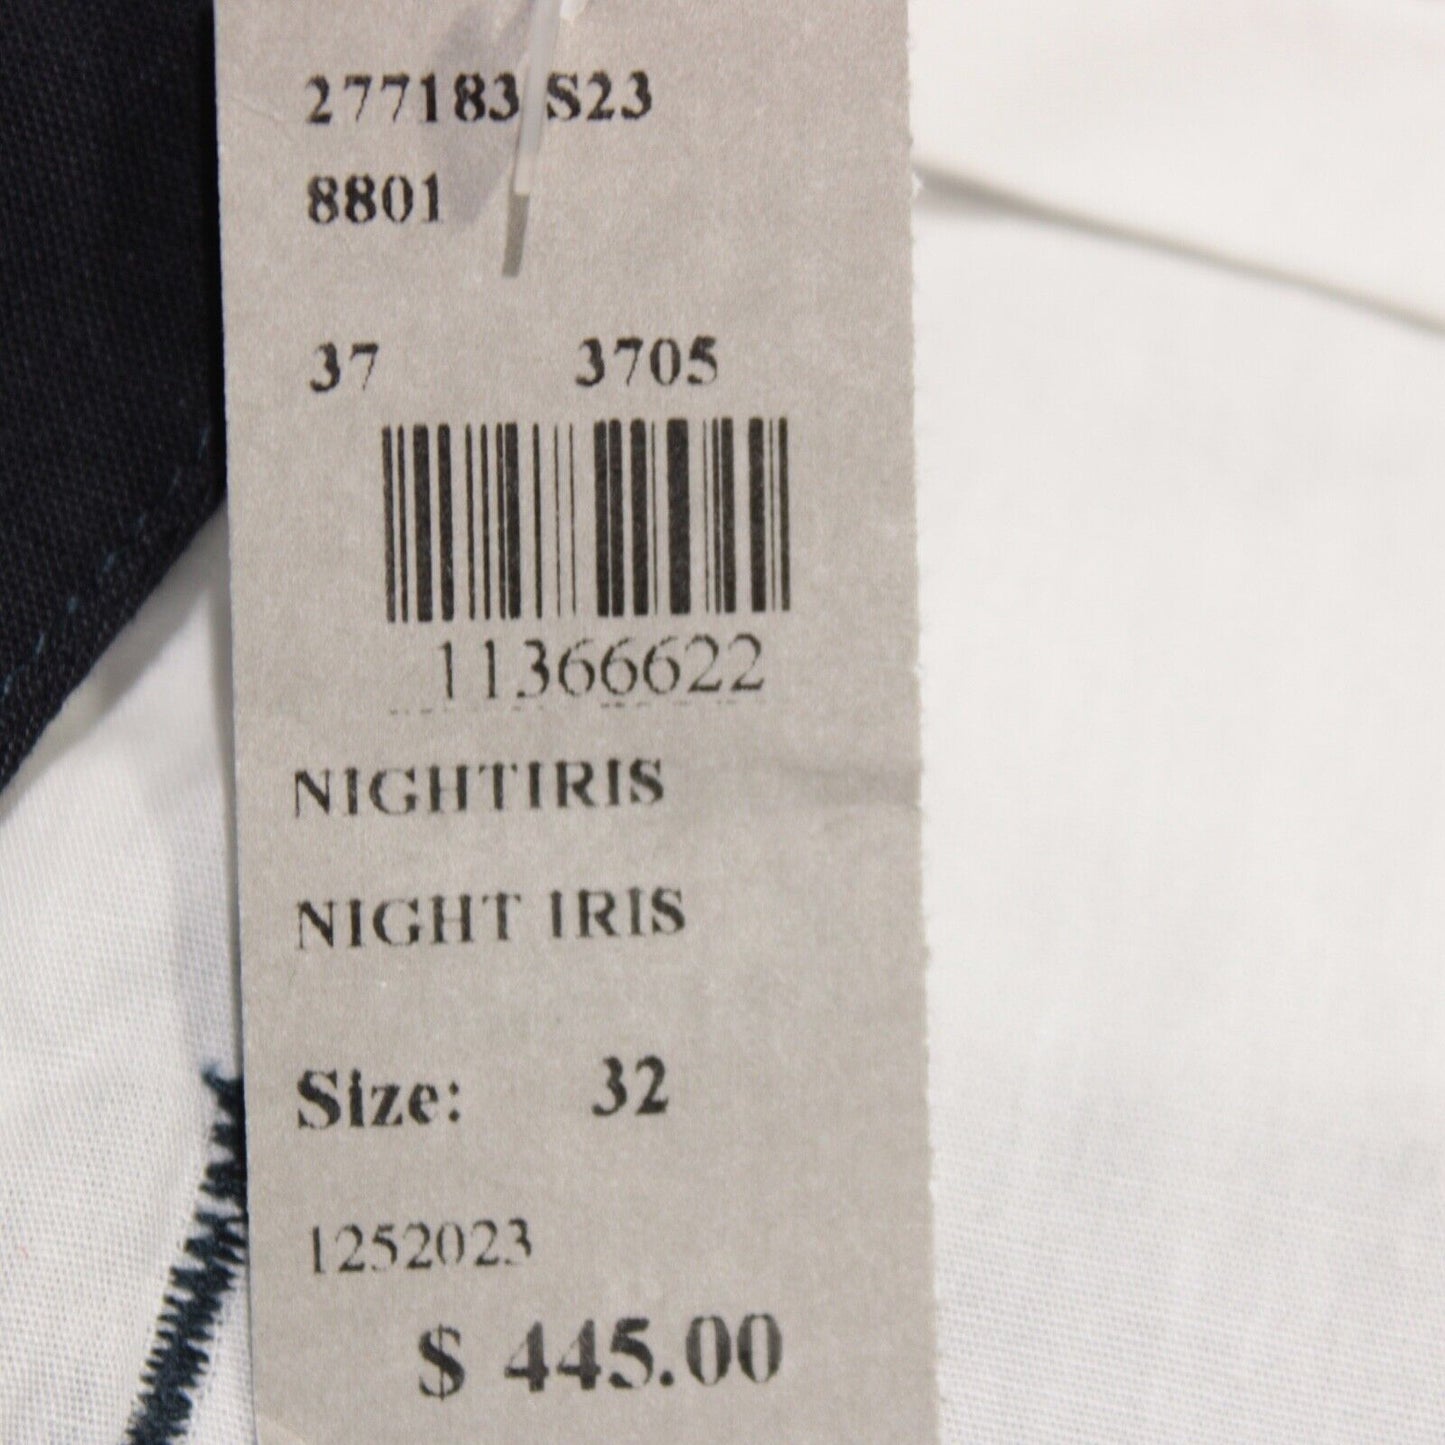 277183 S23
8801
37 3705
11366622
NIGHTIRIS
NIGHT IRIS
Size: 32
1252023
$ 445.00